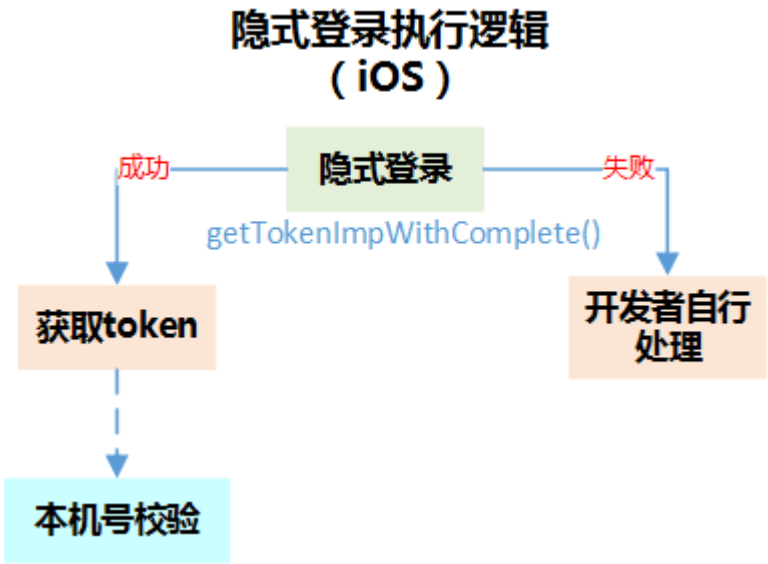 隐式登录执行逻辑
（iOS）
成功
隐式登录
失败
getTokenImpWithComplete()
获取token
开发者自行
处理
本机号校验